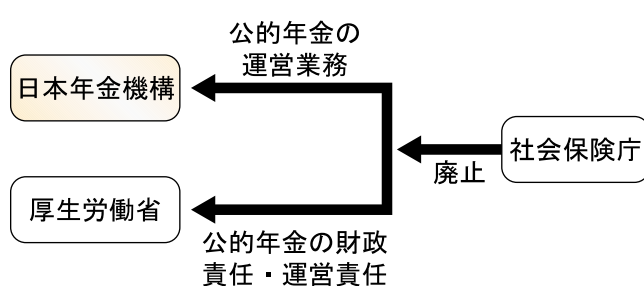 公的年金の
運営業務
日本年金機構
社会保険庁
廃止
厚生労働省
公的年金の財政
責任・運営責任